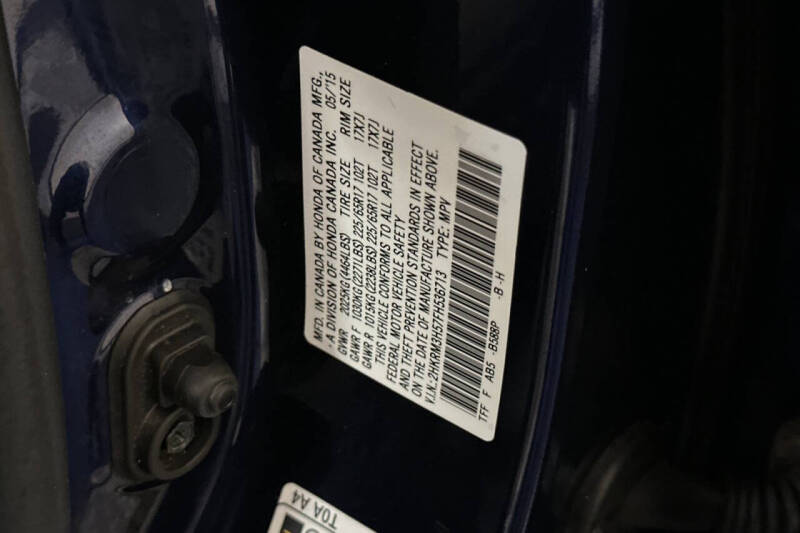 MFD. IN CANADA BY HONDA OF CANADA MFG.,
- A DIVISION OF HONDA CANADA INC. 05/'15
GVWR 2025KG(4464LBS) TIRE SIZE RIM SIZE
GAWR F 1030KG(2271LBS) 225/65R17 102T 17X7J
GAWR R 1015KG(2238LBS) 225/65R17 102T 17X7J
THIS VEHICLE CONFORMS TO ALL APPLICABLE
FEDERAL MOTOR VEHICLE SAFETY
AND THEFT PREVENTION STANDARDS IN EFFECT
ON THE DATE OF MANUFACTURE SHOWN ABOVE.
V.I.N.:2HKRM3H57FH536713 TYPE: MPV
TFF F AB5 -B588P -B -H
T0A A4